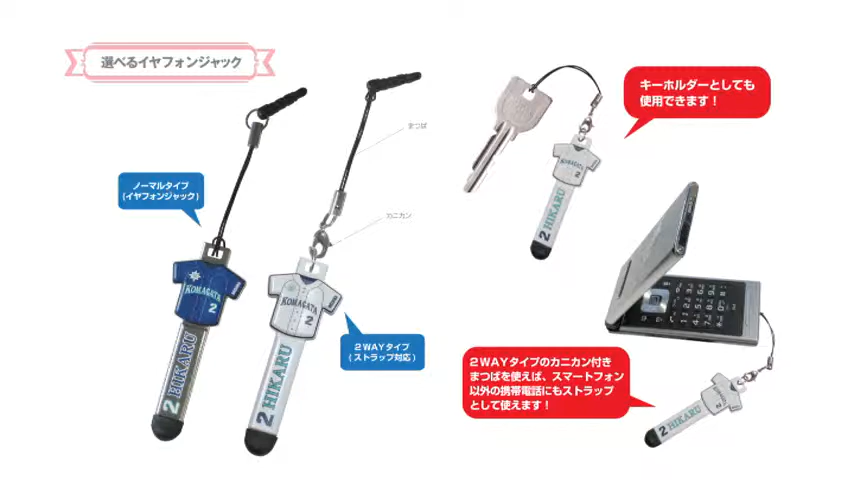 選べるイヤフォンジャック
まつば
ノーマルタイプ
(イヤフォンジャック)
カニカン
KOMAGATA
2
2 HIKARU
KOMAGATA
2
2 HIKARU
2WAYタイプ
(ストラップ対応)
キーホルダーとしても
使用できます！
KOMAGATA
2
2 HIKARU
2WAYタイプのカニカン付き
まつばを使えば、スマートフォン
以外の携帯電話にもストラップ
として使えます！
KOMAGATA
2
2 HIKARU